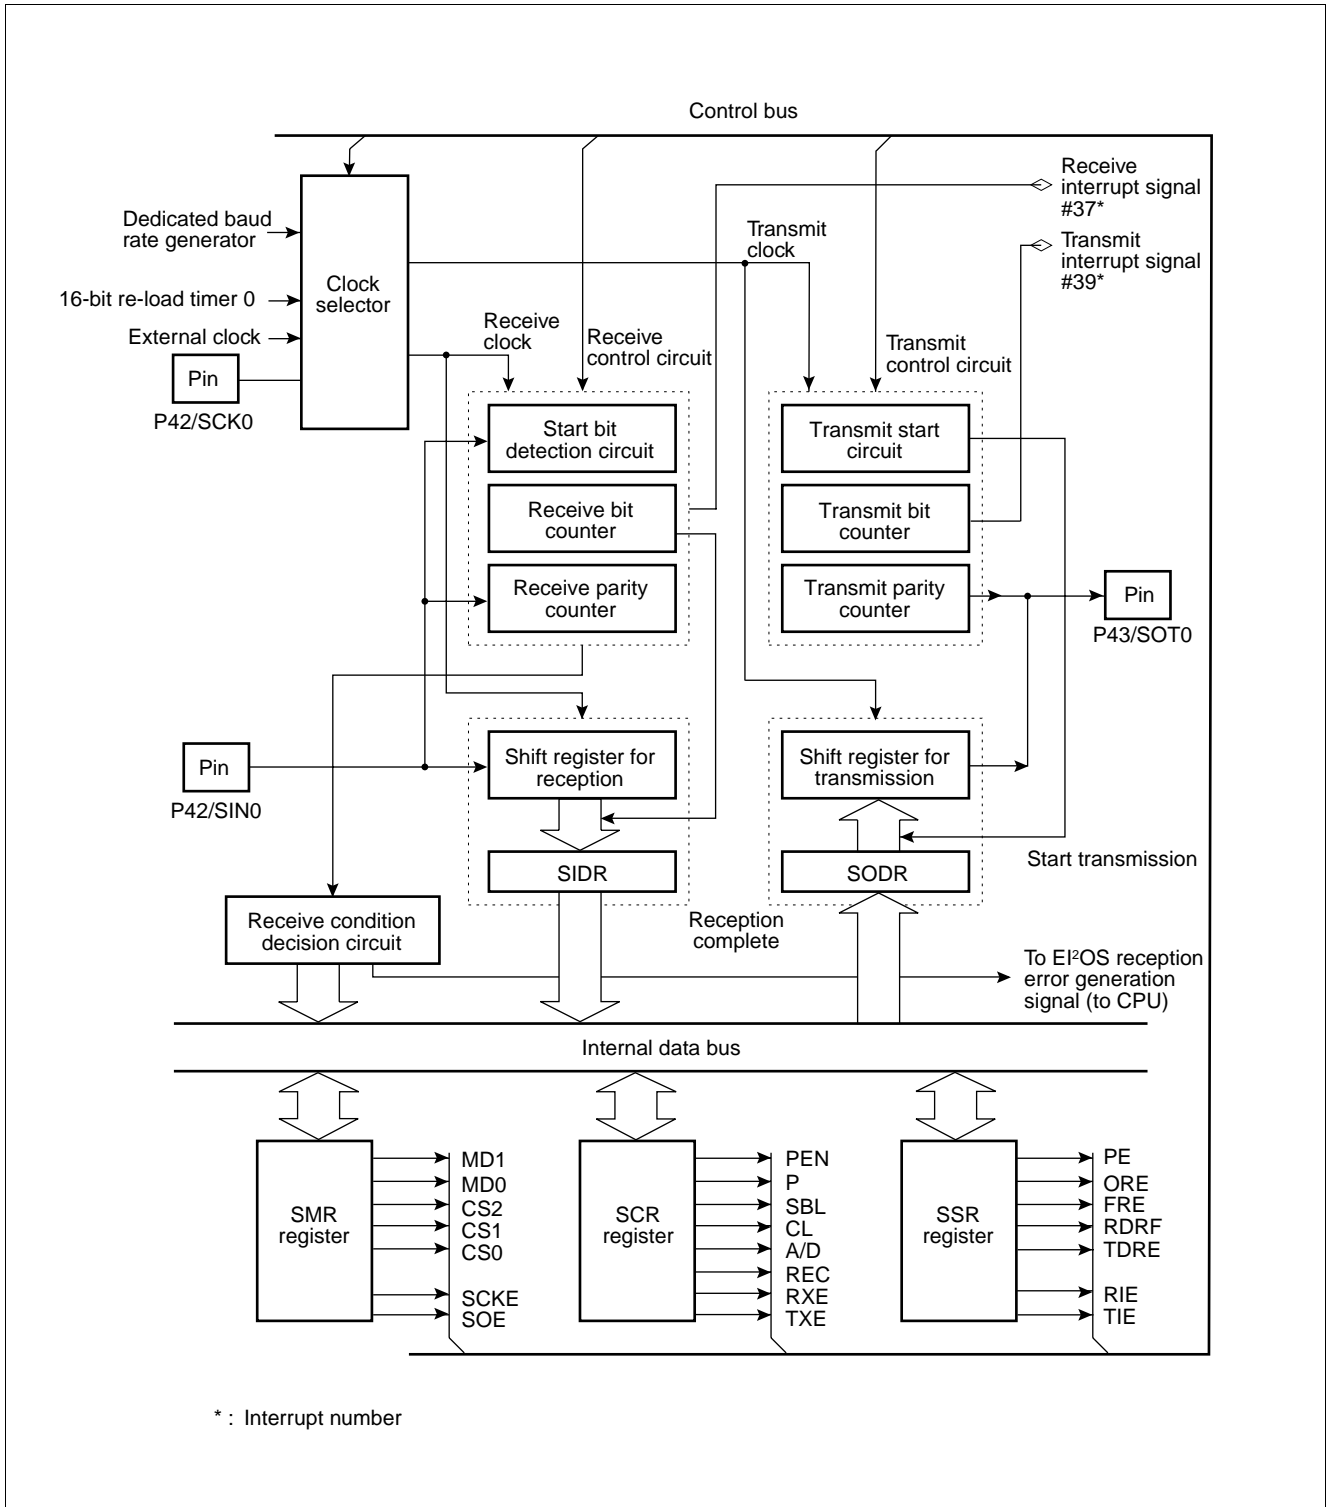 Control bus
Receive
interrupt signal
#37*
Dedicated baud
rate generator
Transmit
clock
Transmit
interrupt signal
#39*
Clock
selector
16-bit re-load timer 0
External clock
Receive
clock
Receive
control circuit
Transmit
control circuit
Pin
P42/SCK0
Start bit
detection circuit
Transmit start
circuit
Receive bit
counter
Transmit bit
counter
Receive parity
counter
Transmit parity
counter
Pin
P43/SOT0
Pin
P42/SIN0
Shift register for
reception
Shift register for
transmission
SIDR
SODR
Start transmission
Receive condition
decision circuit
Reception
complete
To EI²OS reception
error generation
signal (to CPU)
Internal data bus
SMR
register
MD1
MD0
CS2
CS1
CS0
SCKE
SOE
SCR
register
PEN
P
SBL
CL
A/D
REC
RXE
TXE
SSR
register
PE
ORE
FRE
RDRF
TDRE
RIE
TIE
* : Interrupt number